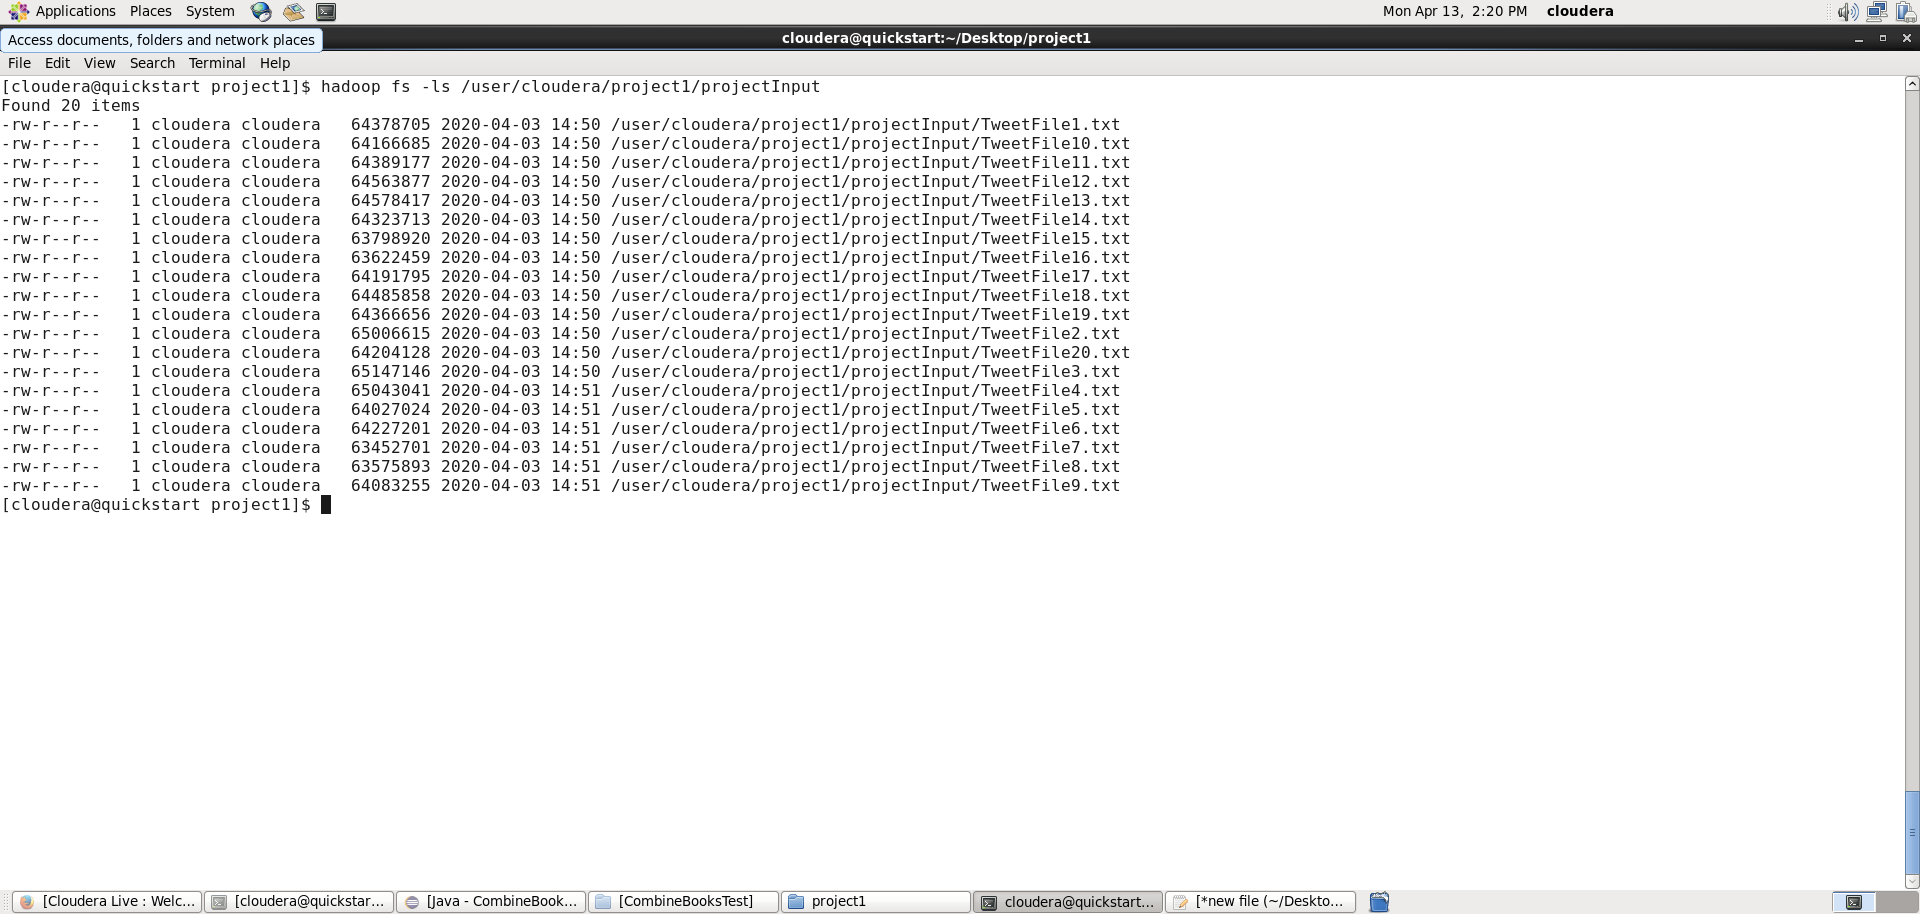 Applications Places System Mon Apr 13, 2:20 PM cloudera
Access documents, folders and network places cloudera@quickstart:~/Desktop/project1
File Edit View Search Terminal Help
[cloudera@quickstart project1]$ hadoop fs -ls /user/cloudera/project1/projectInput
Found 20 items
-rw-r--r--   1 cloudera cloudera   64378705 2020-04-03 14:50 /user/cloudera/project1/projectInput/TweetFile1.txt
-rw-r--r--   1 cloudera cloudera   64166685 2020-04-03 14:50 /user/cloudera/project1/projectInput/TweetFile10.txt
-rw-r--r--   1 cloudera cloudera   64389177 2020-04-03 14:50 /user/cloudera/project1/projectInput/TweetFile11.txt
-rw-r--r--   1 cloudera cloudera   64563877 2020-04-03 14:50 /user/cloudera/project1/projectInput/TweetFile12.txt
-rw-r--r--   1 cloudera cloudera   64578417 2020-04-03 14:50 /user/cloudera/project1/projectInput/TweetFile13.txt
-rw-r--r--   1 cloudera cloudera   64323713 2020-04-03 14:50 /user/cloudera/project1/projectInput/TweetFile14.txt
-rw-r--r--   1 cloudera cloudera   63798920 2020-04-03 14:50 /user/cloudera/project1/projectInput/TweetFile15.txt
-rw-r--r--   1 cloudera cloudera   63622459 2020-04-03 14:50 /user/cloudera/project1/projectInput/TweetFile16.txt
-rw-r--r--   1 cloudera cloudera   64191795 2020-04-03 14:50 /user/cloudera/project1/projectInput/TweetFile17.txt
-rw-r--r--   1 cloudera cloudera   64485858 2020-04-03 14:50 /user/cloudera/project1/projectInput/TweetFile18.txt
-rw-r--r--   1 cloudera cloudera   64366656 2020-04-03 14:50 /user/cloudera/project1/projectInput/TweetFile19.txt
-rw-r--r--   1 cloudera cloudera   65006615 2020-04-03 14:50 /user/cloudera/project1/projectInput/TweetFile2.txt
-rw-r--r--   1 cloudera cloudera   64204128 2020-04-03 14:50 /user/cloudera/project1/projectInput/TweetFile20.txt
-rw-r--r--   1 cloudera cloudera   65147146 2020-04-03 14:50 /user/cloudera/project1/projectInput/TweetFile3.txt
-rw-r--r--   1 cloudera cloudera   65043041 2020-04-03 14:51 /user/cloudera/project1/projectInput/TweetFile4.txt
-rw-r--r--   1 cloudera cloudera   64027024 2020-04-03 14:51 /user/cloudera/project1/projectInput/TweetFile5.txt
-rw-r--r--   1 cloudera cloudera   64227201 2020-04-03 14:51 /user/cloudera/project1/projectInput/TweetFile6.txt
-rw-r--r--   1 cloudera cloudera   63452701 2020-04-03 14:51 /user/cloudera/project1/projectInput/TweetFile7.txt
-rw-r--r--   1 cloudera cloudera   63575893 2020-04-03 14:51 /user/cloudera/project1/projectInput/TweetFile8.txt
-rw-r--r--   1 cloudera cloudera   64083255 2020-04-03 14:51 /user/cloudera/project1/projectInput/TweetFile9.txt
[cloudera@quickstart project1]$
[Cloudera Live : Welc... [cloudera@quickstar... [Java - CombineBook... [CombineBooksTest] project1 cloudera@quickstart... [*new file (~/Deskto...